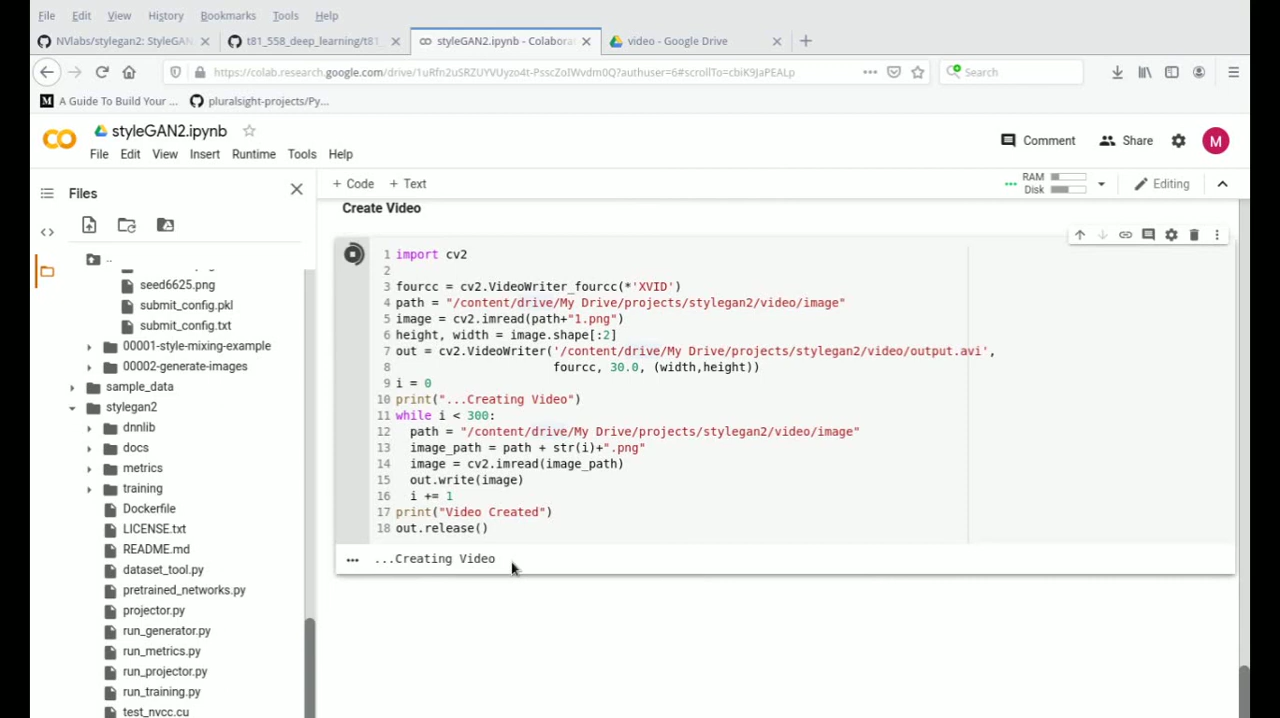 File Edit View History Bookmarks Tools Help
NVlabs/stylegan2: StyleGAN
t81_558_deep_learning/t81
styleGAN2.ipynb - Colabora
video - Google Drive
https://colab.research.google.com/drive/1uRfn2uSRZUYVUyzo4t-PsscZoIWvdm0Q?authuser=6#scrollTo=cbiK9JaPEALp
Search
A Guide To Build Your ...
pluralsight-projects/Py...
styleGAN2.ipynb
File Edit View Insert Runtime Tools Help
Comment
Share
M
Files
+ Code + Text
RAM
Disk
Editing
..
seed6625.png
submit_config.pkl
submit_config.txt
00001-style-mixing-example
00002-generate-images
sample_data
stylegan2
dnnlib
docs
metrics
training
Dockerfile
LICENSE.txt
README.md
dataset_tool.py
pretrained_networks.py
projector.py
run_generator.py
run_metrics.py
run_projector.py
run_training.py
test_nvcc.cu
Create Video
1 import cv2
2
3 fourcc = cv2.VideoWriter_fourcc(*'XVID')
4 path = "/content/drive/My Drive/projects/stylegan2/video/image"
5 image = cv2.imread(path+"1.png")
6 height, width = image.shape[:2]
7 out = cv2.VideoWriter('/content/drive/My Drive/projects/stylegan2/video/output.avi',
8 fourcc, 30.0, (width,height))
9 i = 0
10 print("...Creating Video")
11 while i < 300:
12 path = "/content/drive/My Drive/projects/stylegan2/video/image"
13 image_path = path + str(i)+".png"
14 image = cv2.imread(image_path)
15 out.write(image)
16 i += 1
17 print("Video Created")
18 out.release()
...Creating Video